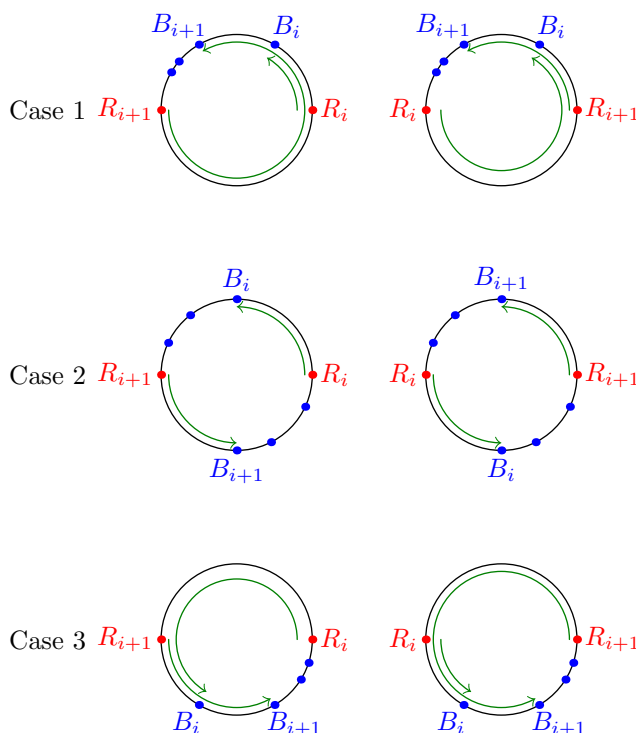 B_{i+1} B_i B_{i+1} B_i
Case 1 R_{i+1} R_i R_i R_{i+1}
B_i B_{i+1}
Case 2 R_{i+1} R_i R_i R_{i+1}
B_{i+1} B_i
Case 3 R_{i+1} R_i R_i R_{i+1}
B_i B_{i+1} B_i B_{i+1}